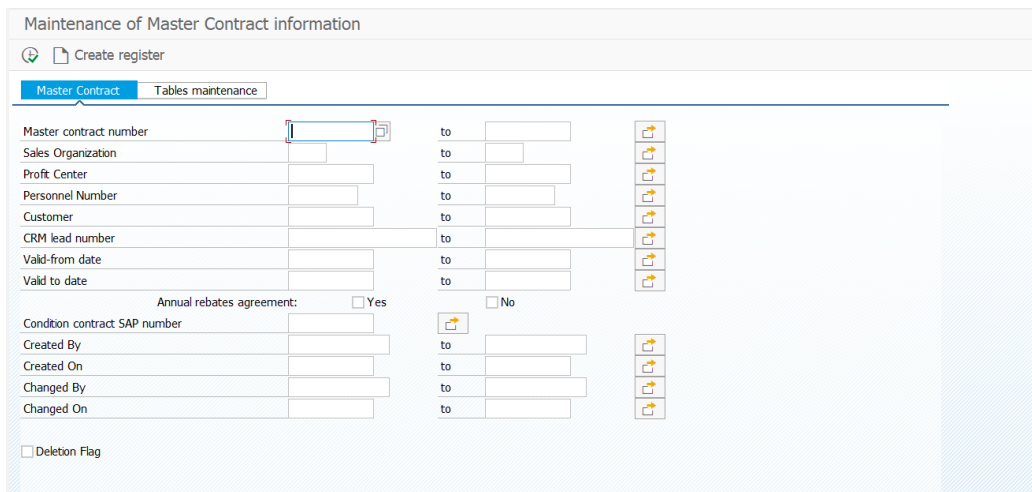 Maintenance of Master Contract information
Create register
Master Contract Tables maintenance
Master contract number to
Sales Organization to
Profit Center to
Personnel Number to
Customer to
CRM lead number to
Valid-from date to
Valid to date to
Annual rebates agreement: Yes No
Condition contract SAP number
Created By to
Created On to
Changed By to
Changed On to
Deletion Flag